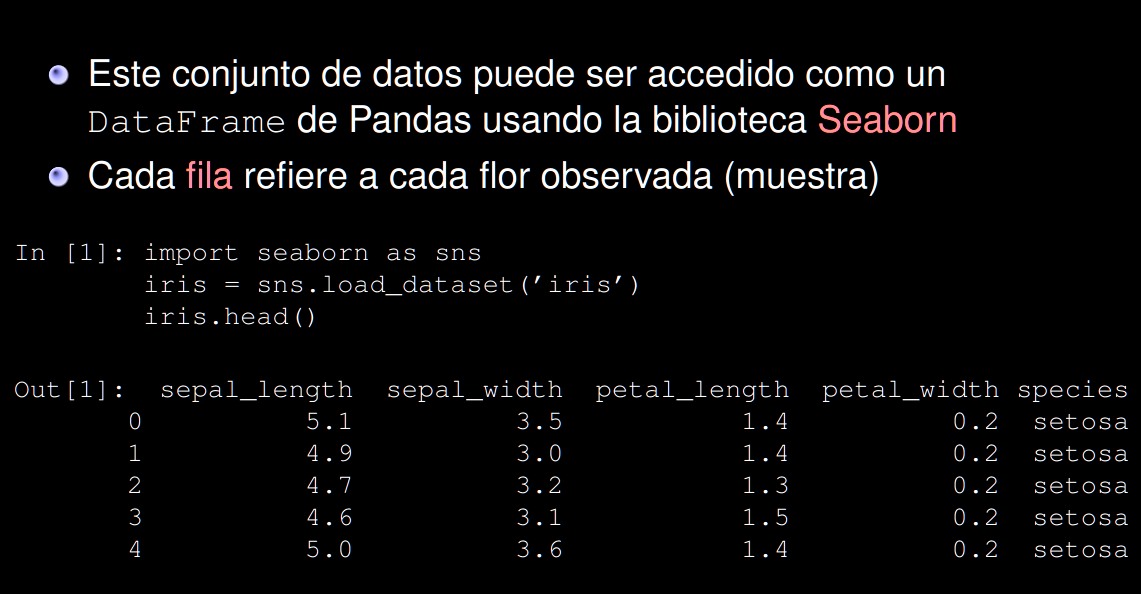 Este conjunto de datos puede ser accedido como un
DataFrame de Pandas usando la biblioteca Seaborn
Cada fila refiere a cada flor observada (muestra)
In [1]: import seaborn as sns
iris = sns.load_dataset('iris')
iris.head()
Out[1]: sepal_length sepal_width petal_length petal_width species
0 5.1 3.5 1.4 0.2 setosa
1 4.9 3.0 1.4 0.2 setosa
2 4.7 3.2 1.3 0.2 setosa
3 4.6 3.1 1.5 0.2 setosa
4 5.0 3.6 1.4 0.2 setosa